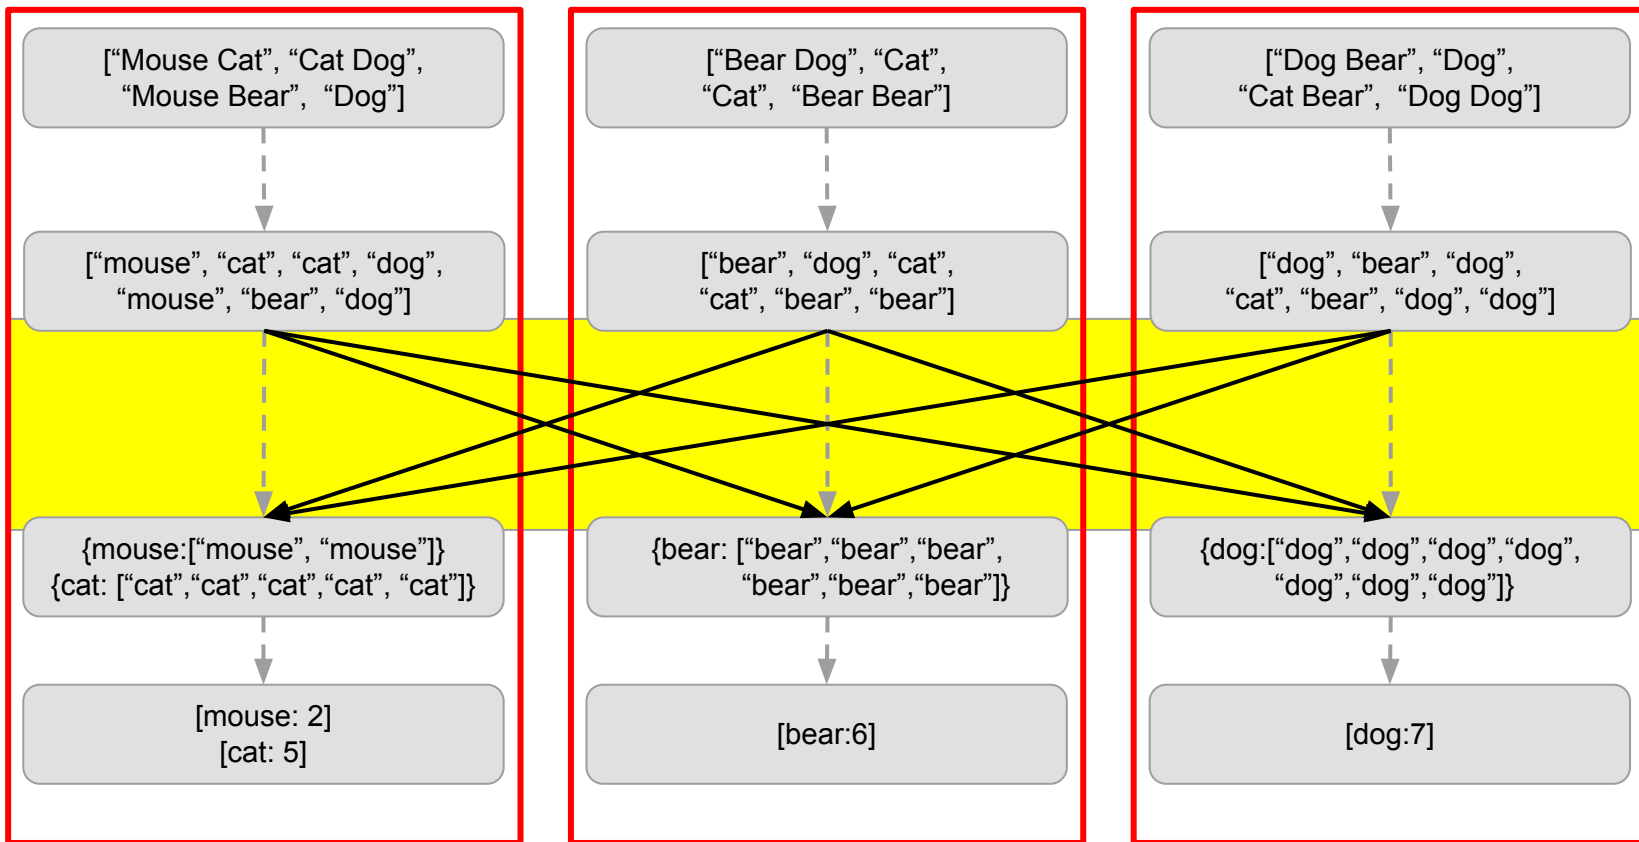 [“Mouse Cat”, “Cat Dog”,
“Mouse Bear”,  “Dog”]
[“Bear Dog”, “Cat”,
“Cat”,  “Bear Bear”]
[“Dog Bear”, “Dog”,
“Cat Bear”,  “Dog Dog”]
[“mouse”, “cat”, “cat”, “dog”,
“mouse”, “bear”, “dog”]
[“bear”, “dog”, “cat”,
“cat”, “bear”, “bear”]
[“dog”, “bear”, “dog”,
“cat”, “bear”, “dog”, “dog”]
{mouse:[“mouse”, “mouse”]}
{cat: [“cat”,“cat”,“cat”,“cat”, “cat”]}
{bear: [“bear”,“bear”,“bear”,
“bear”,“bear”,“bear”]}
{dog:[“dog”,“dog”,“dog”,“dog”,
“dog”,“dog”,“dog”]}
[mouse: 2]
[cat: 5]
[bear:6]
[dog:7]